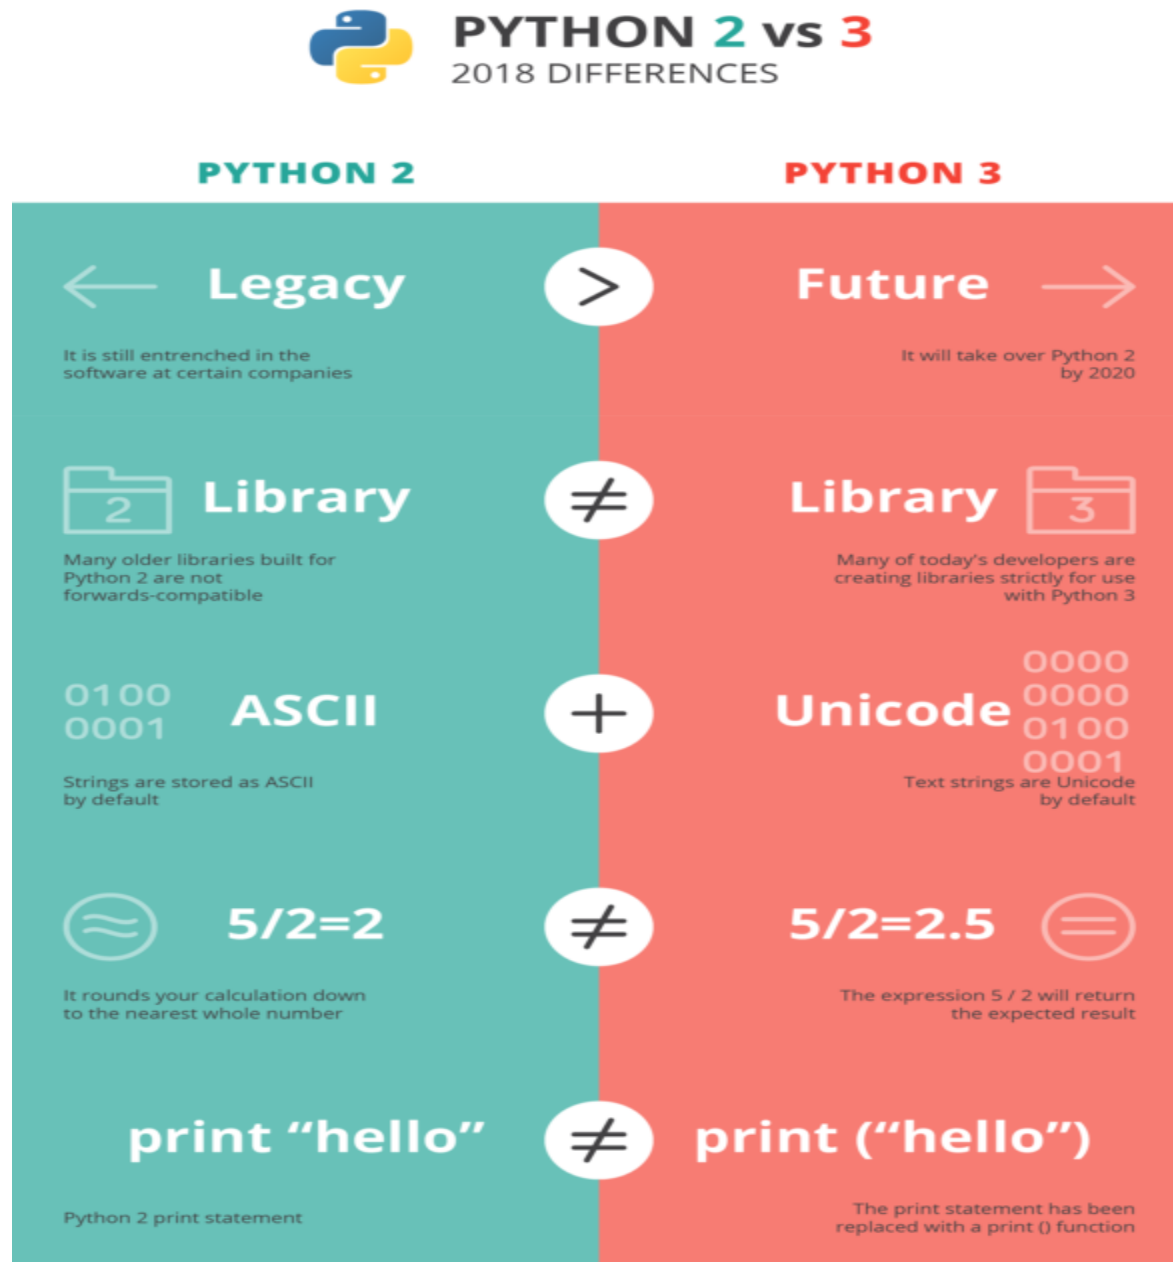 PYTHON 2 vs 3
2018 DIFFERENCES
PYTHON 2
PYTHON 3
Legacy
>
Future
It is still entrenched in the
software at certain companies
It will take over Python 2
by 2020
2
Library
≠
Library
3
Many older libraries built for
Python 2 are not
forwards-compatible
Many of today's developers are
creating libraries strictly for use
with Python 3
0100
0001
ASCII
+
Unicode
0000
0000
0100
0001
Strings are stored as ASCII
by default
Text strings are Unicode
by default
≈
5/2=2
≠
5/2=2.5
=
It rounds your calculation down
to the nearest whole number
The expression 5 / 2 will return
the expected result
print “hello”
≠
print (“hello”)
Python 2 print statement
The print statement has been
replaced with a print () function